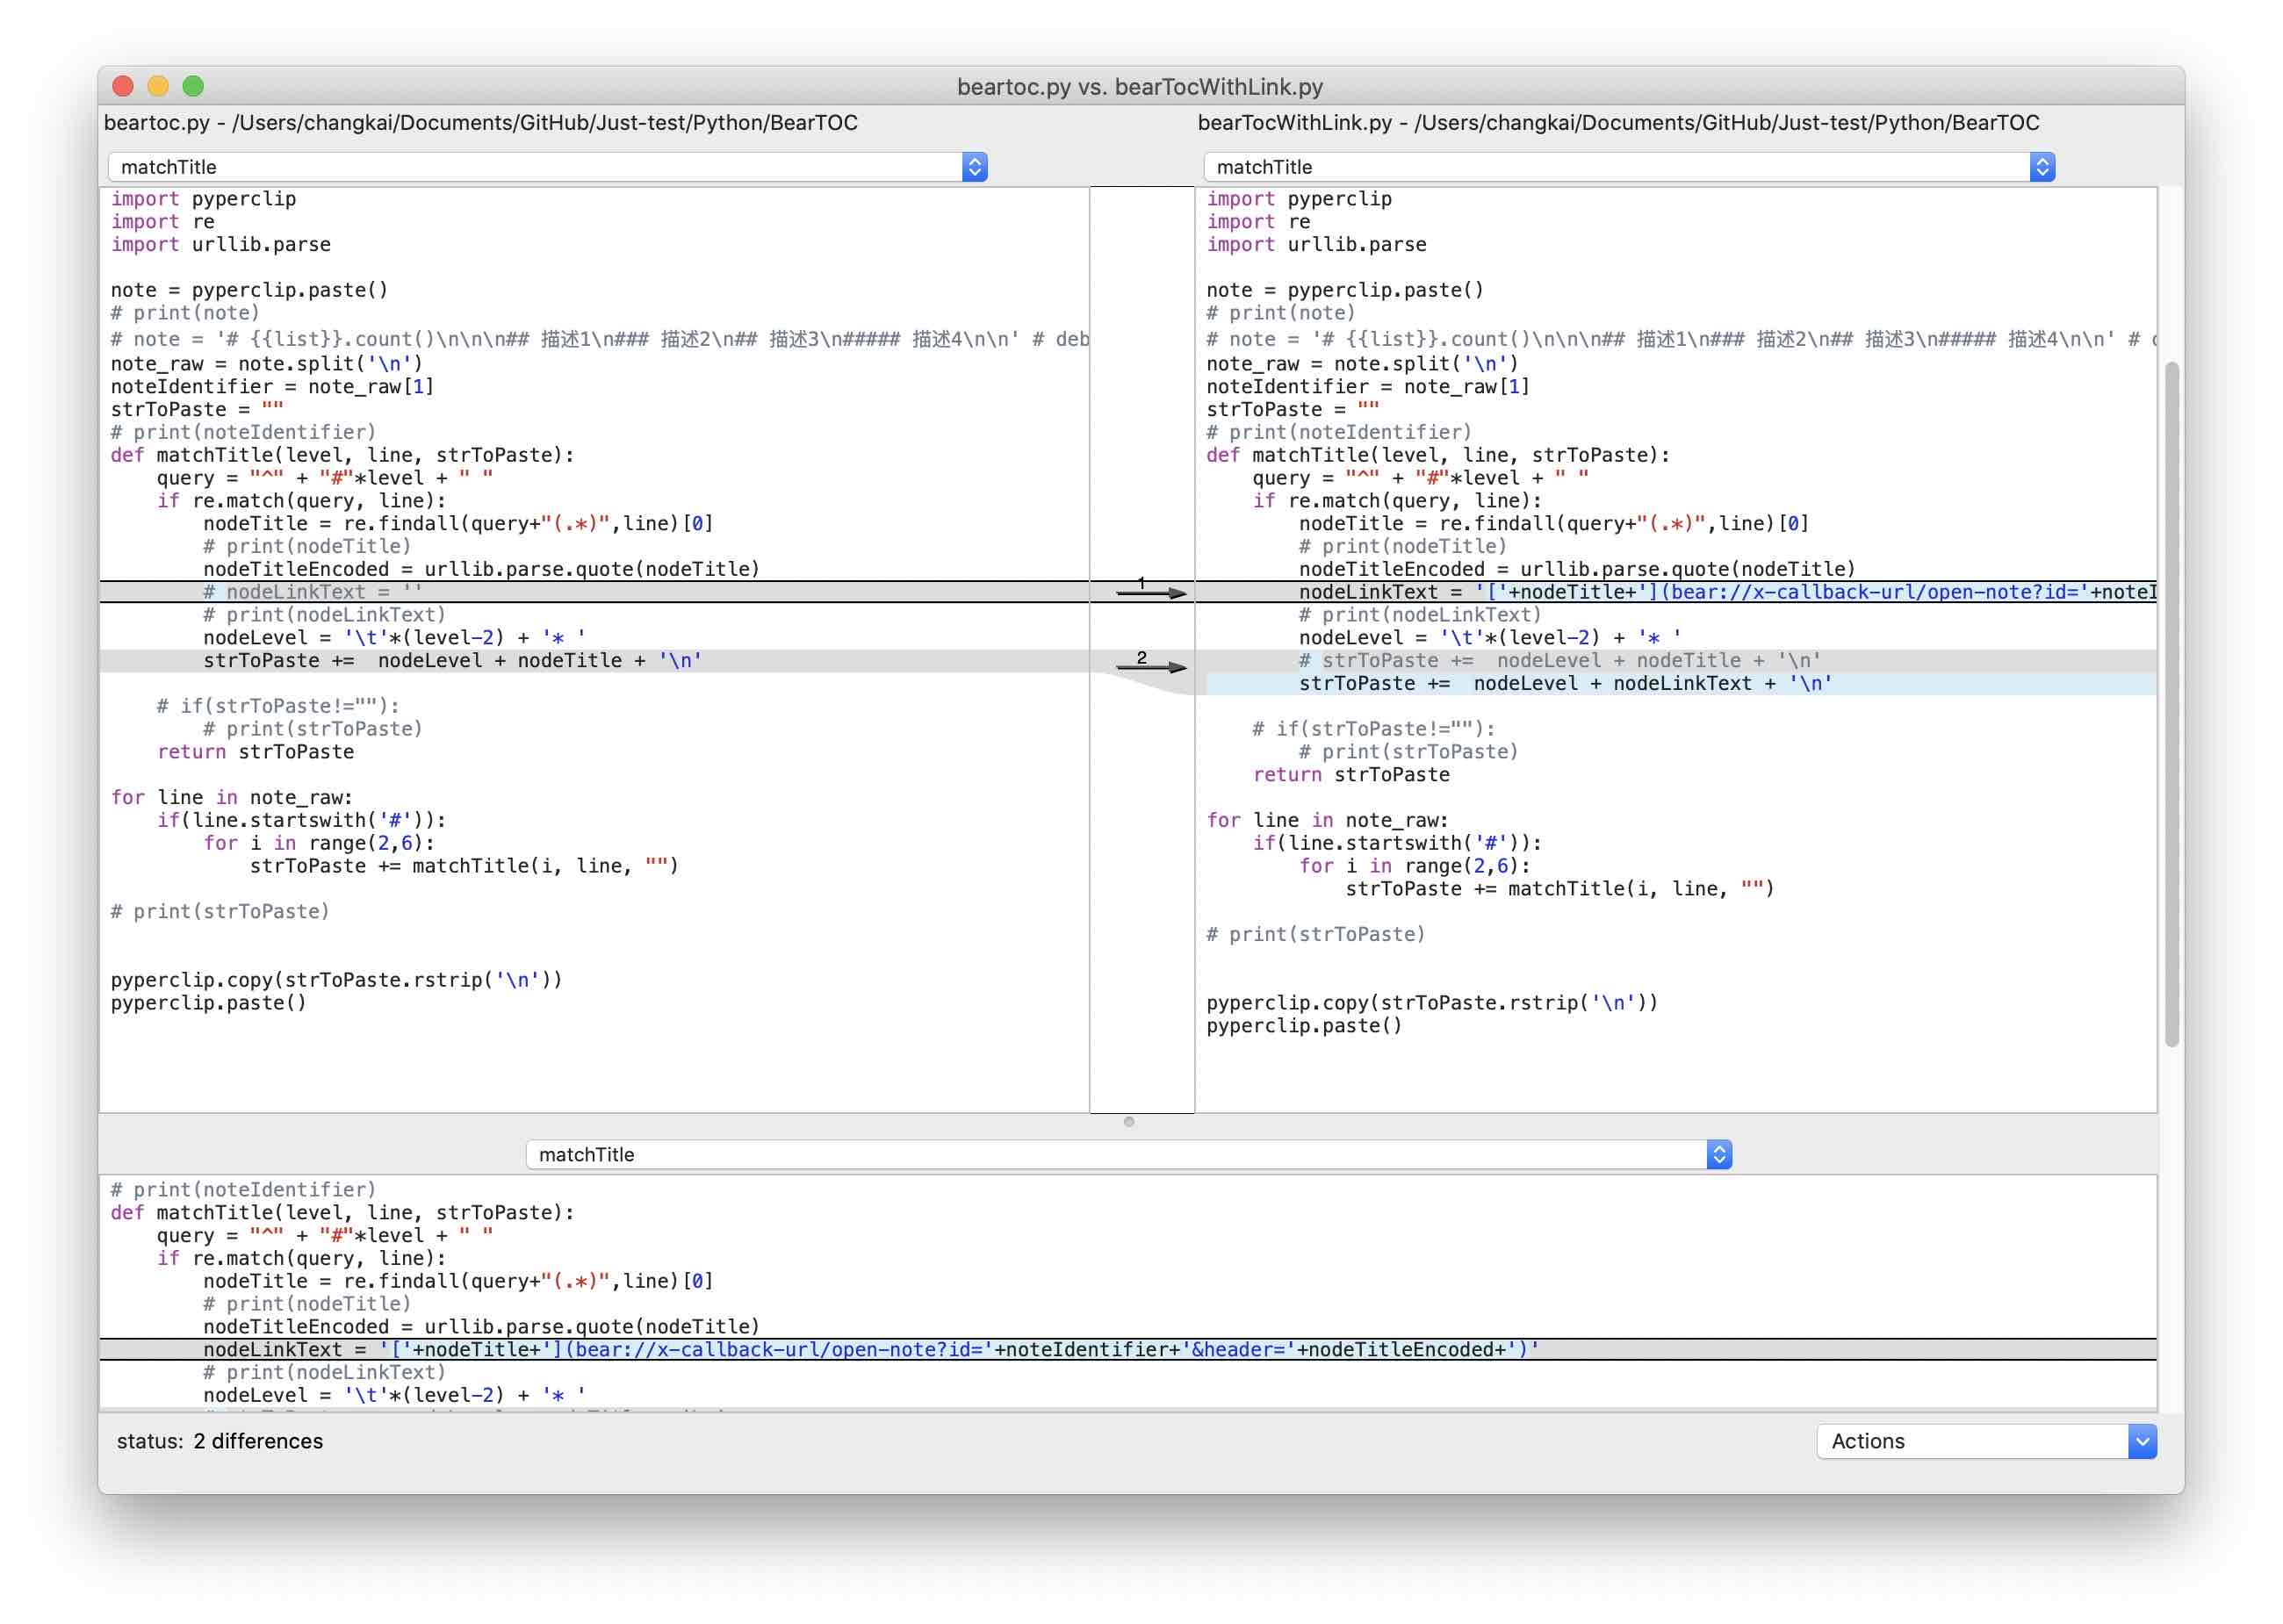 beartoc.py vs. bearTocWithLink.py
beartoc.py - /Users/changkai/Documents/GitHub/Just-test/Python/BearTOC
matchTitle
import pyperclip
import re
import urllib.parse
note = pyperclip.paste()
# print(note)
# note = '# {{list}}.count()\n\n\n## 描述1\n### 描述2\n## 描述3\n##### 描述4\n\n' # deb
note_raw = note.split('\n')
noteIdentifier = note_raw[1]
strToPaste = ""
# print(noteIdentifier)
def matchTitle(level, line, strToPaste):
    query = "^" + "#"*level + " "
    if re.match(query, line):
        nodeTitle = re.findall(query+"(.*)",line)[0]
        # print(nodeTitle)
        nodeTitleEncoded = urllib.parse.quote(nodeTitle)
        # nodeLinkText = ''
        # print(nodeLinkText)
        nodeLevel = '\t'*(level-2) + '* '
        strToPaste +=  nodeLevel + nodeTitle + '\n'
    # if(strToPaste!=""):
        # print(strToPaste)
    return strToPaste
for line in note_raw:
    if(line.startswith('#')):
        for i in range(2,6):
            strToPaste += matchTitle(i, line, "")
# print(strToPaste)
pyperclip.copy(strToPaste.rstrip('\n'))
pyperclip.paste()
1
2
bearTocWithLink.py - /Users/changkai/Documents/GitHub/Just-test/Python/BearTOC
matchTitle
import pyperclip
import re
import urllib.parse
note = pyperclip.paste()
# print(note)
# note = '# {{list}}.count()\n\n\n## 描述1\n### 描述2\n## 描述3\n##### 描述4\n\n' #
note_raw = note.split('\n')
noteIdentifier = note_raw[1]
strToPaste = ""
# print(noteIdentifier)
def matchTitle(level, line, strToPaste):
    query = "^" + "#"*level + " "
    if re.match(query, line):
        nodeTitle = re.findall(query+"(.*)",line)[0]
        # print(nodeTitle)
        nodeTitleEncoded = urllib.parse.quote(nodeTitle)
        nodeLinkText = '['+nodeTitle+'](bear://x-callback-url/open-note?id='+noteI
        # print(nodeLinkText)
        nodeLevel = '\t'*(level-2) + '* '
        # strToPaste +=  nodeLevel + nodeTitle + '\n'
        strToPaste +=  nodeLevel + nodeLinkText + '\n'
    # if(strToPaste!=""):
        # print(strToPaste)
    return strToPaste
for line in note_raw:
    if(line.startswith('#')):
        for i in range(2,6):
            strToPaste += matchTitle(i, line, "")
# print(strToPaste)
pyperclip.copy(strToPaste.rstrip('\n'))
pyperclip.paste()
matchTitle
# print(noteIdentifier)
def matchTitle(level, line, strToPaste):
    query = "^" + "#"*level + " "
    if re.match(query, line):
        nodeTitle = re.findall(query+"(.*)",line)[0]
        # print(nodeTitle)
        nodeTitleEncoded = urllib.parse.quote(nodeTitle)
        nodeLinkText = '['+nodeTitle+'](bear://x-callback-url/open-note?id='+noteIdentifier+'&header='+nodeTitleEncoded+')'
        # print(nodeLinkText)
        nodeLevel = '\t'*(level-2) + '* '
status: 2 differences
Actions